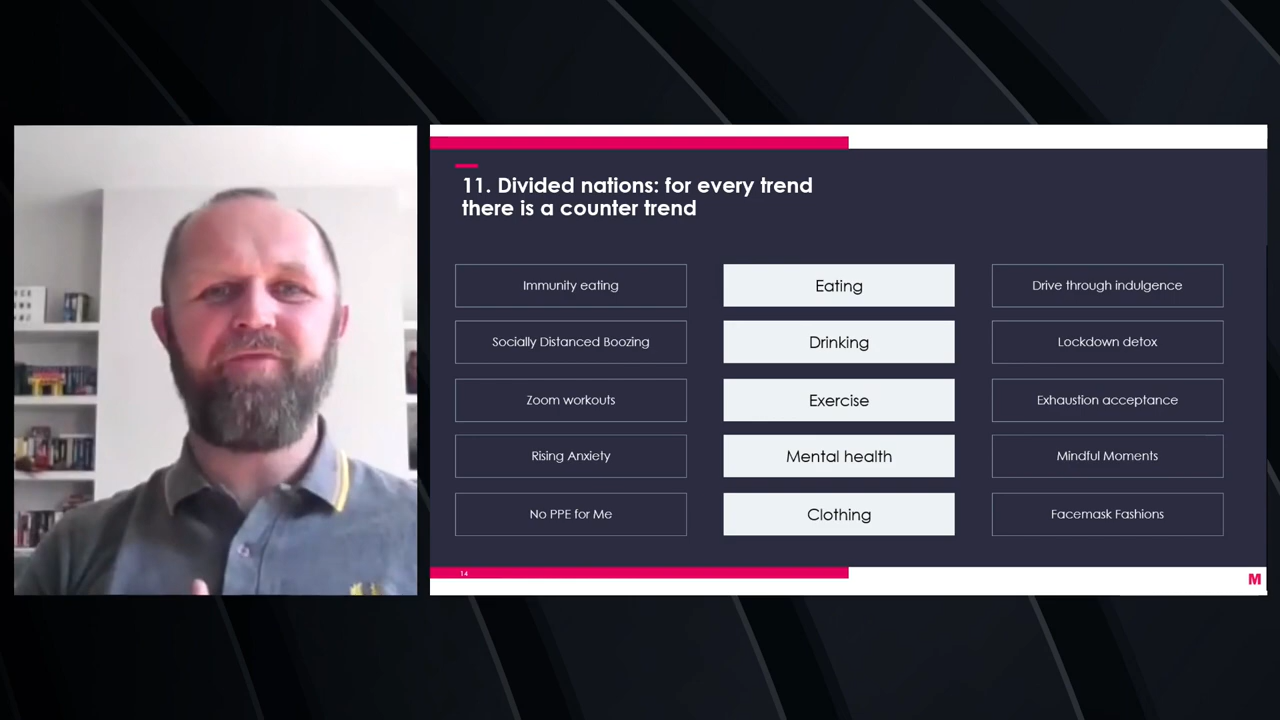 11. Divided nations: for every trend
there is a counter trend
Immunity eating
Eating
Drive through indulgence
Socially Distanced Boozing
Drinking
Lockdown detox
Zoom workouts
Exercise
Exhaustion acceptance
Rising Anxiety
Mental health
Mindful Moments
No PPE for Me
Clothing
Facemask Fashions
14
M